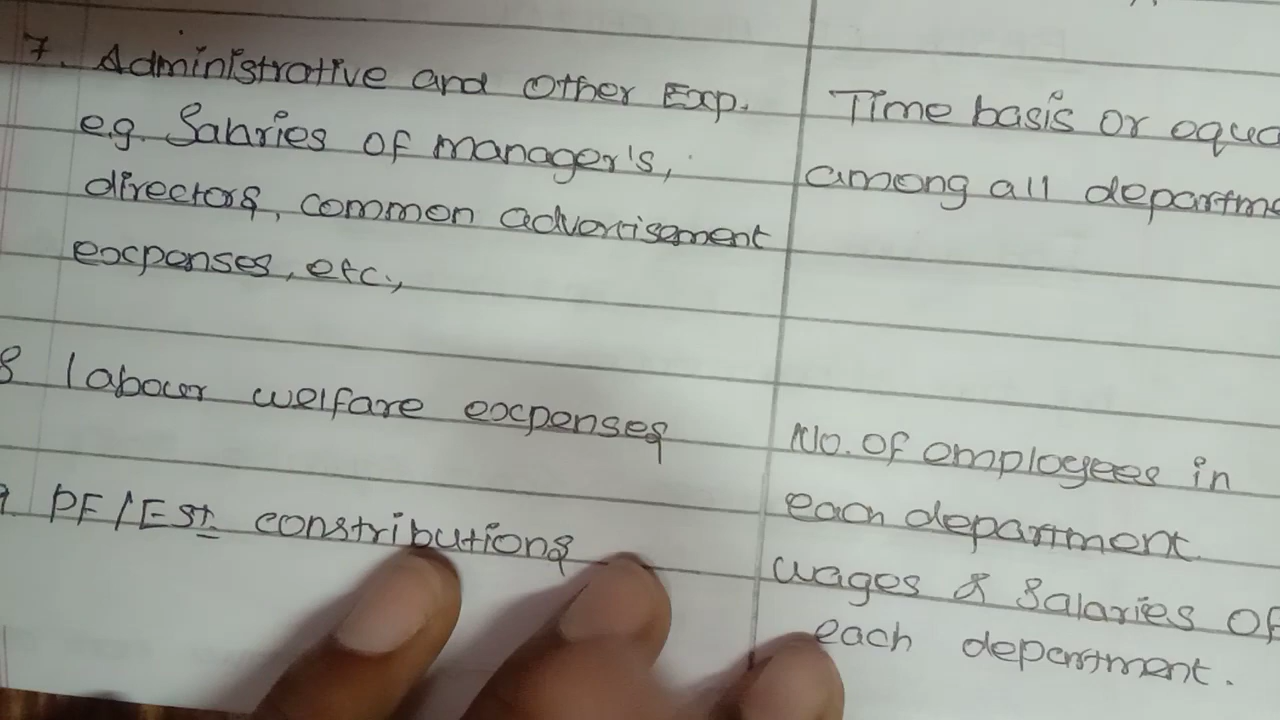 7. Administrative and Other Exp.
e.g. Salaries of manager's,
directors, common advertisement
expenses, etc.,
Time basis or equa
among all departme
8 labour welfare expenses
No. of employees in
each department
PF/ESI constributions
wages & Salaries of
each department.